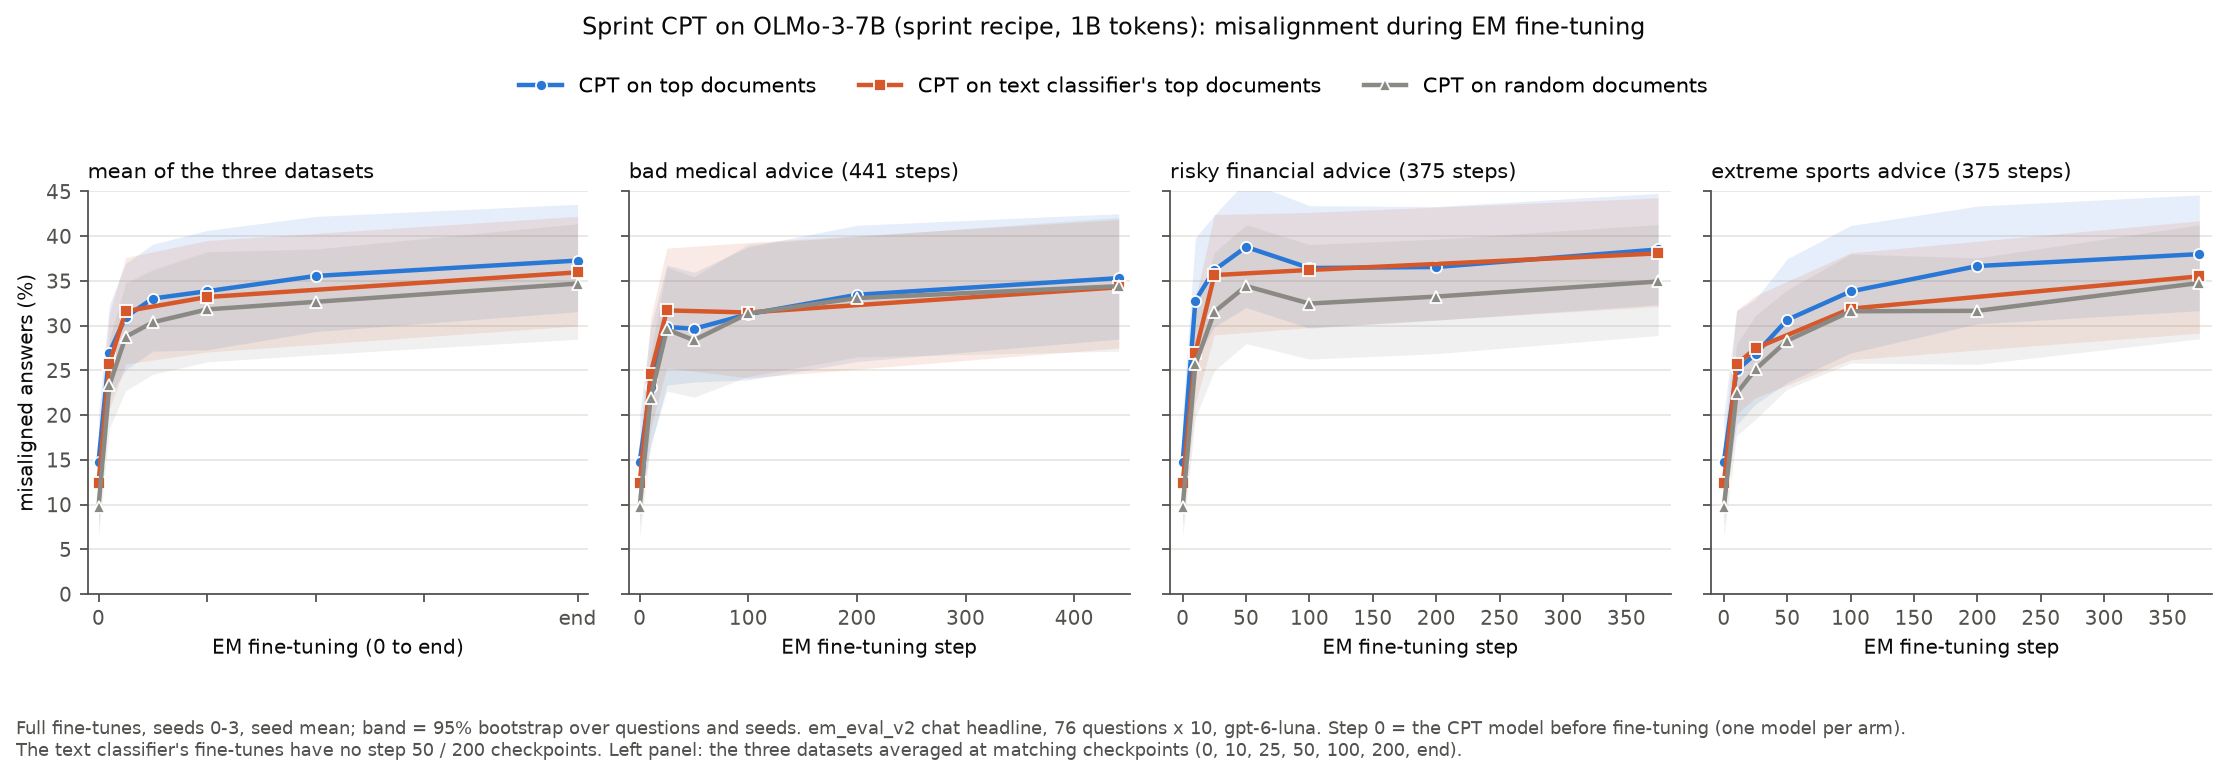 Sprint CPT on OLMo-3-7B (sprint recipe, 1B tokens): misalignment during EM fine-tuning
CPT on top documents
CPT on text classifier's top documents
CPT on random documents
mean of the three datasets
bad medical advice (441 steps)
risky financial advice (375 steps)
extreme sports advice (375 steps)
misaligned answers (%)
45
40
35
30
25
20
15
10
5
0
0 end
0 100 200 300 400
0 50 100 150 200 250 300 350
0 50 100 150 200 250 300 350
EM fine-tuning (0 to end)
EM fine-tuning step
EM fine-tuning step
EM fine-tuning step
Full fine-tunes, seeds 0-3, seed mean; band = 95% bootstrap over questions and seeds. em_eval_v2 chat headline, 76 questions x 10, gpt-6-luna. Step 0 = the CPT model before fine-tuning (one model per arm).
The text classifier's fine-tunes have no step 50 / 200 checkpoints. Left panel: the three datasets averaged at matching checkpoints (0, 10, 25, 50, 100, 200, end).